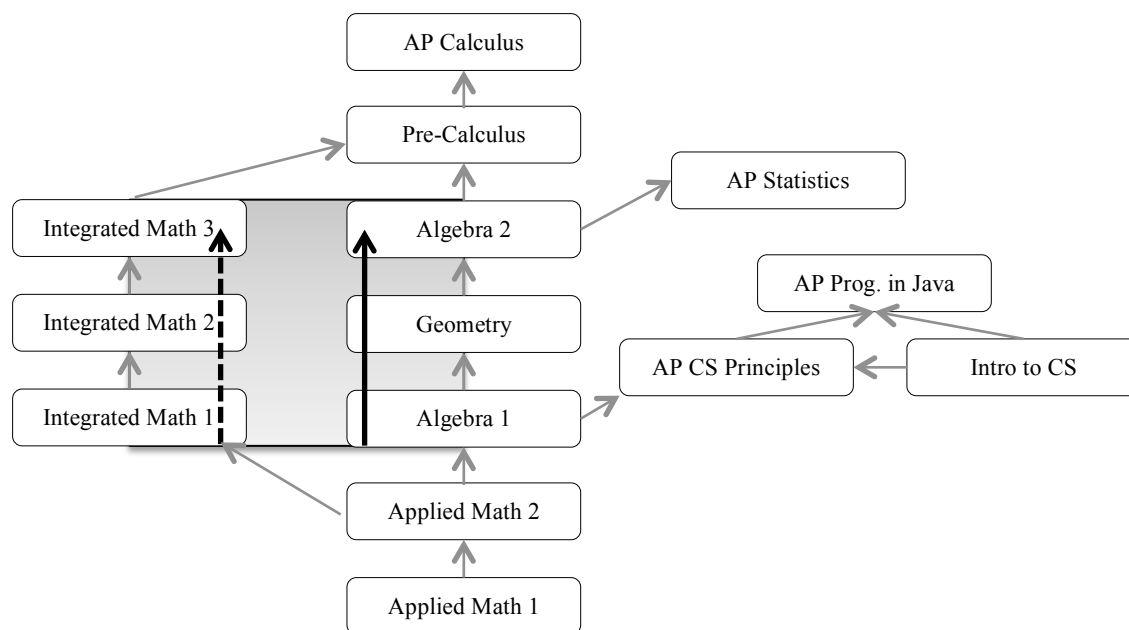 AP Calculus
Pre-Calculus
AP Statistics
Integrated Math 3
Algebra 2
AP Prog. in Java
Integrated Math 2
Geometry
AP CS Principles
Intro to CS
Integrated Math 1
Algebra 1
Applied Math 2
Applied Math 1